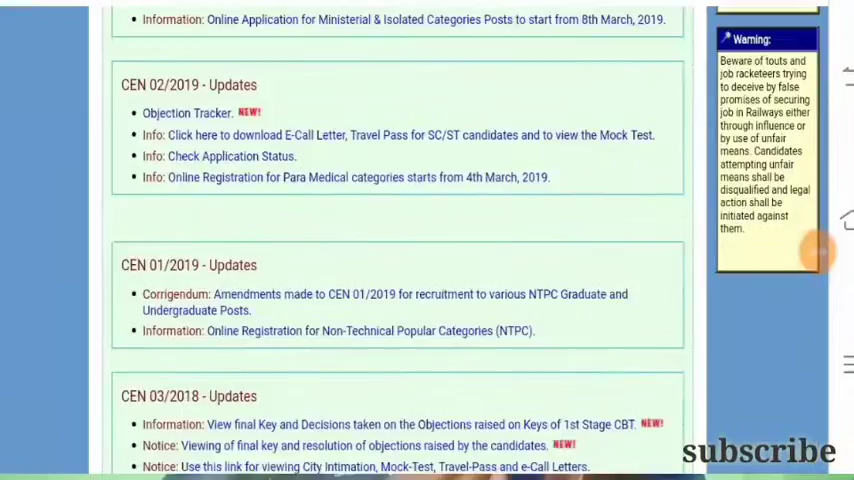 Information: Online Application for Ministerial & Isolated Categories Posts to start from 8th March, 2019.
CEN 02/2019 - Updates
Objection Tracker. NEW!
Info: Click here to download E-Call Letter, Travel Pass for SC/ST candidates and to view the Mock Test.
Info: Check Application Status.
Info: Online Registration for Para Medical categories starts from 4th March, 2019.
CEN 01/2019 - Updates
Corrigendum: Amendments made to CEN 01/2019 for recruitment to various NTPC Graduate and
Undergraduate Posts.
Information: Online Registration for Non-Technical Popular Categories (NTPC).
CEN 03/2018 - Updates
Information: View final Key and Decisions taken on the Objections raised on Keys of 1st Stage CBT. NEW!
Notice: Viewing of final key and resolution of objections raised by the candidates. NEW!
Notice: Use this link for viewing City Intimation, Mock-Test, Travel-Pass and e-Call Letters.
Warning:
Beware of touts and
job racketeers trying
to deceive by false
promises of securing
job in Railways either
through influence or
by use of unfair
means. Candidates
attempting unfair
means shall be
disqualified and legal
action shall be
initiated against
them.
subscribe